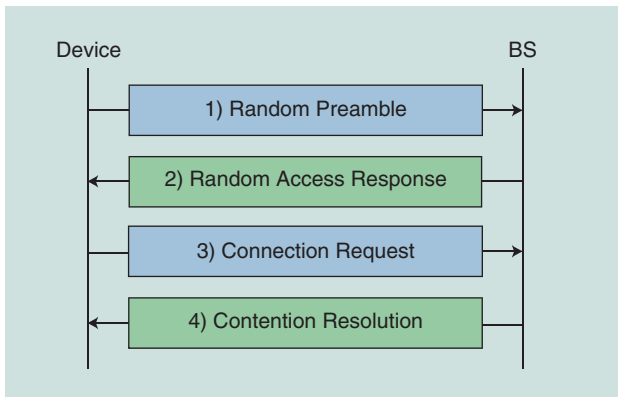 Device
BS
1) Random Preamble
2) Random Access Response
3) Connection Request
4) Contention Resolution